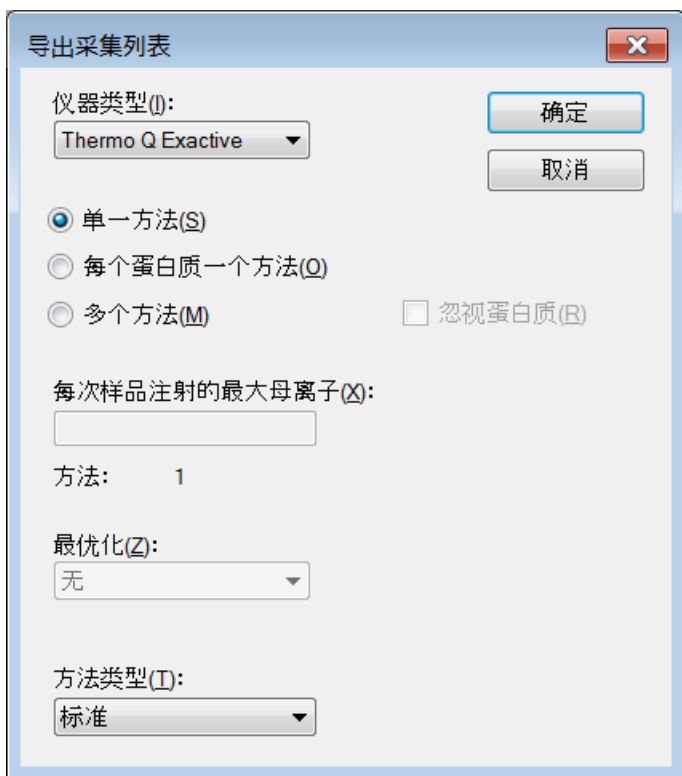 导出采集列表
仪器类型(I):
Thermo Q Exactive
确定
取消
单一方法(S)
每个蛋白质一个方法(O)
多个方法(M)
忽视蛋白质(R)
每次样品注射的最大母离子(X):
方法: 1
最优化(Z):
无
方法类型(T):
标准